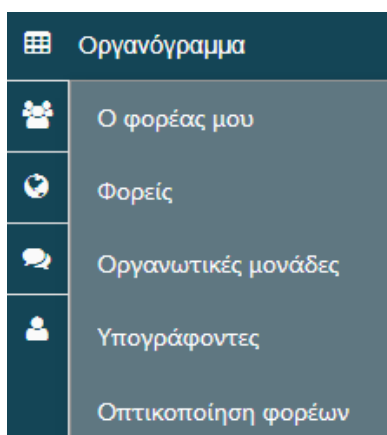 Οργανόγραμμα
Ο φορέας μου
Φορείς
Οργανωτικές μονάδες
Υπογράφοντες
Οπτικοποίηση φορέων